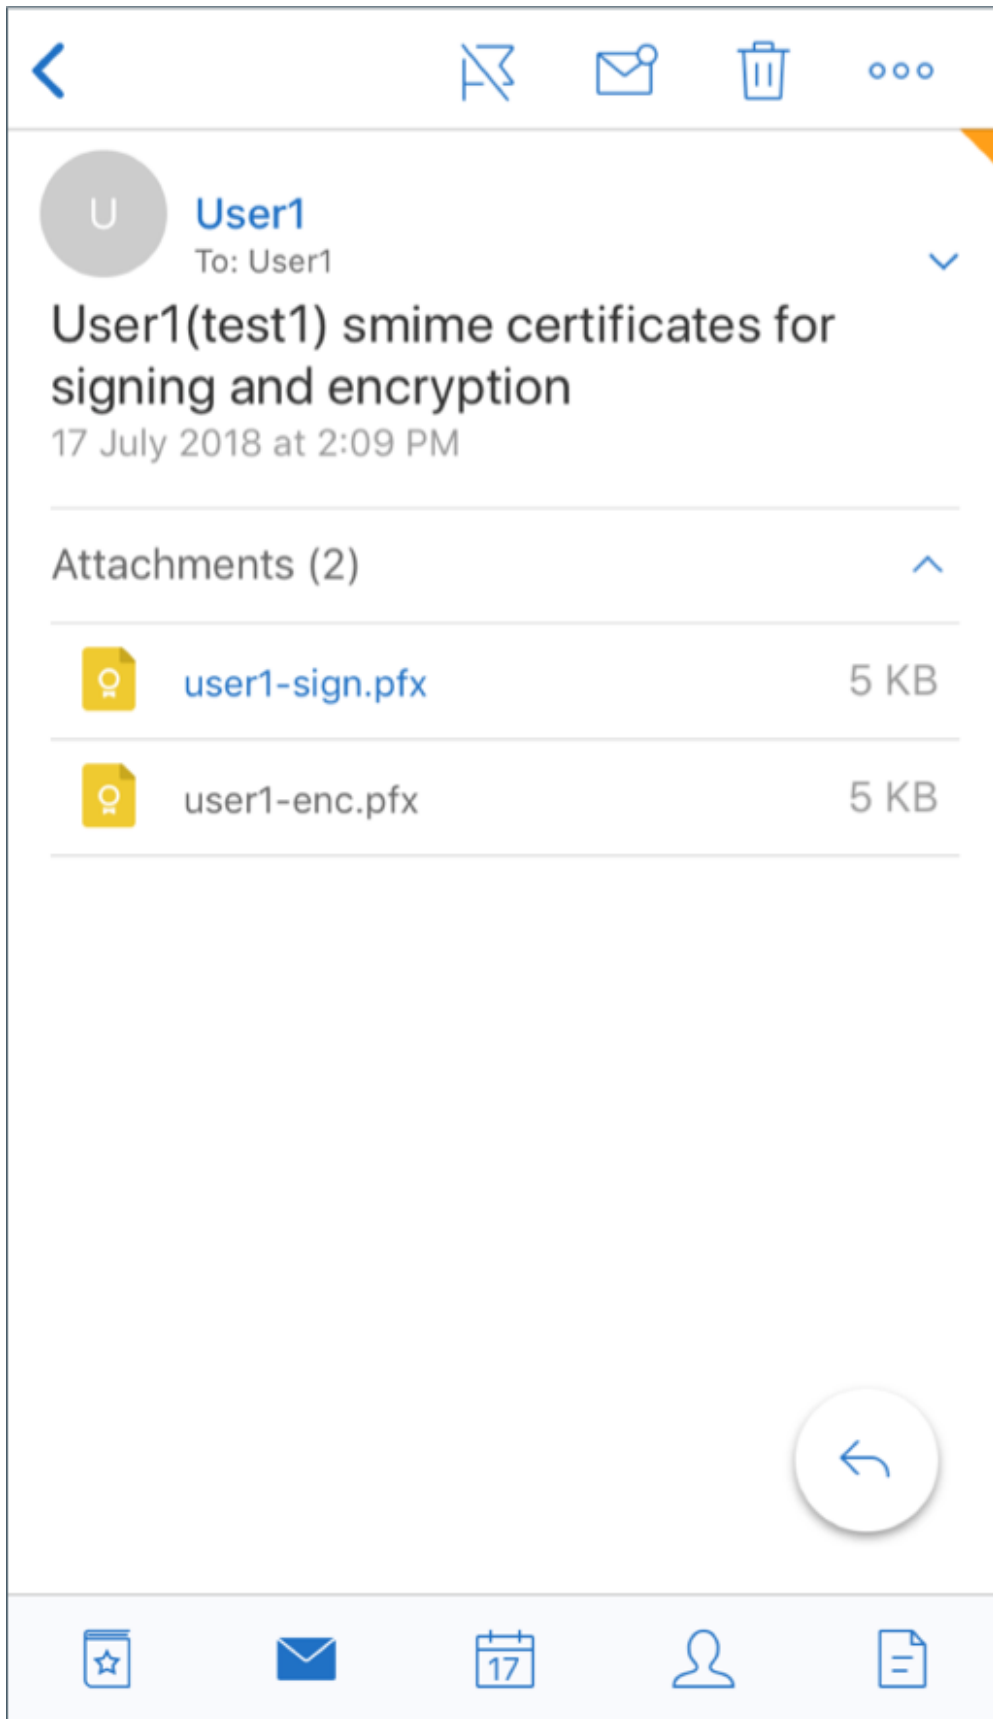 U
User1
To: User1
User1(test1) smime certificates for
signing and encryption
17 July 2018 at 2:09 PM
Attachments (2)
user1-sign.pfx 5 KB
user1-enc.pfx 5 KB
17